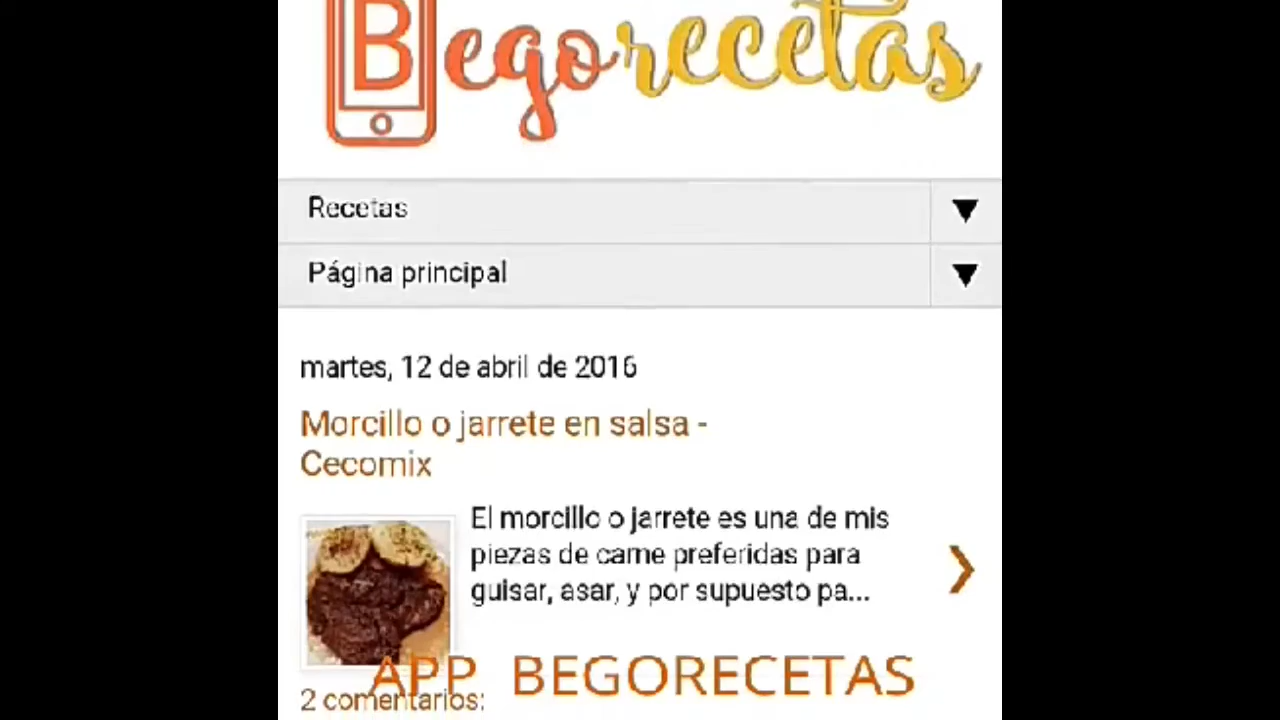 Begorecetas
Recetas
Página principal
martes, 12 de abril de 2016
Morcillo o jarrete en salsa -
Cecomix
El morcillo o jarrete es una de mis
piezas de carne preferidas para
guisar, asar, y por supuesto pa...
APP BEGORECETAS
2 comentarios: